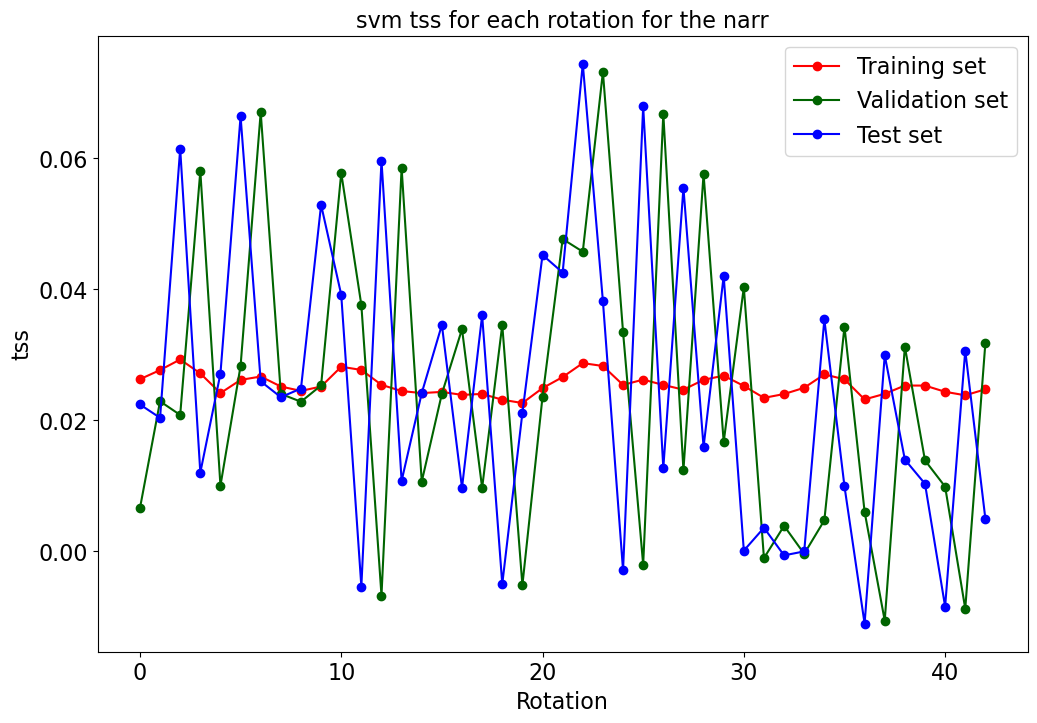 svm tss for each rotation for the narr
Training set
Validation set
Test set
0.06
0.04
0.02
0.00
tss
0
10
20
30
40
Rotation